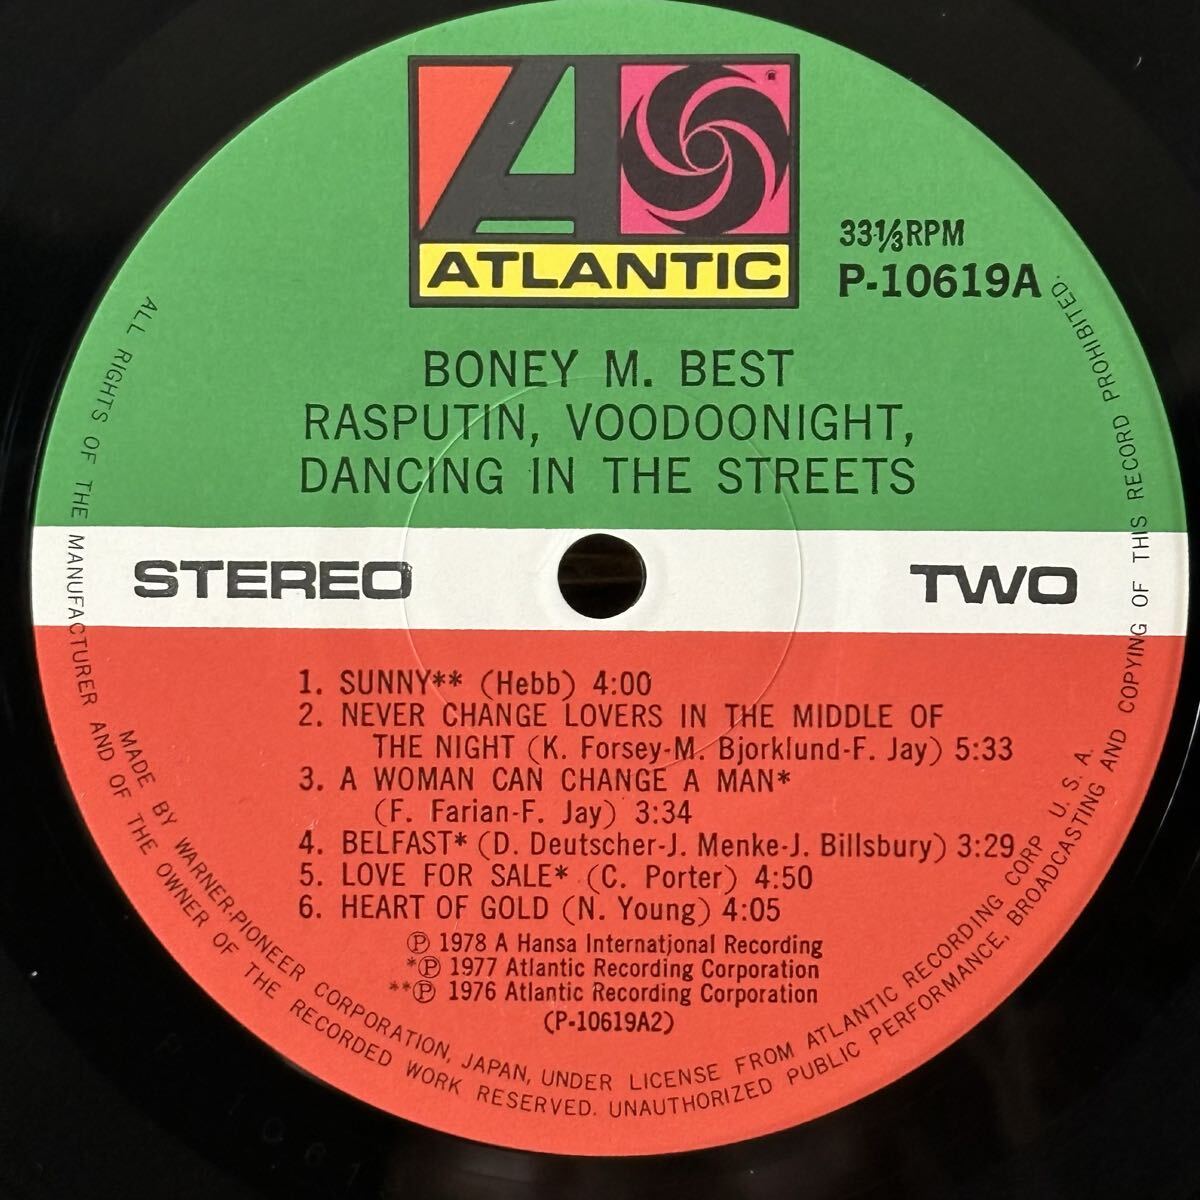 ATLANTIC
®
33⅓RPM
P-10619A
BONEY M. BEST
RASPUTIN, VOODOONIGHT,
DANCING IN THE STREETS
STEREO
TWO
1. SUNNY** (Hebb) 4:00
2. NEVER CHANGE LOVERS IN THE MIDDLE OF
THE NIGHT (K. Forsey-M. Bjorklund-F. Jay) 5:33
3. A WOMAN CAN CHANGE A MAN*
(F. Farian-F. Jay) 3:34
4. BELFAST* (D. Deutscher-J. Menke-J. Billsbury) 3:29
5. LOVE FOR SALE* (C. Porter) 4:50
6. HEART OF GOLD (N. Young) 4:05
Ⓟ 1978 A Hansa International Recording
*Ⓟ 1977 Atlantic Recording Corporation
**Ⓟ 1976 Atlantic Recording Corporation
(P-10619A2)
MADE BY WARNER-PIONEER CORPORATION, JAPAN, UNDER LICENSE FROM ATLANTIC RECORDING CORP U. S. A.
ALL RIGHTS OF THE MANUFACTURER AND OF THE OWNER OF THE RECORDED WORK RESERVED. UNAUTHORIZED PUBLIC PERFORMANCE, BROADCASTING AND COPYING OF THIS RECORD PROHIBITED.